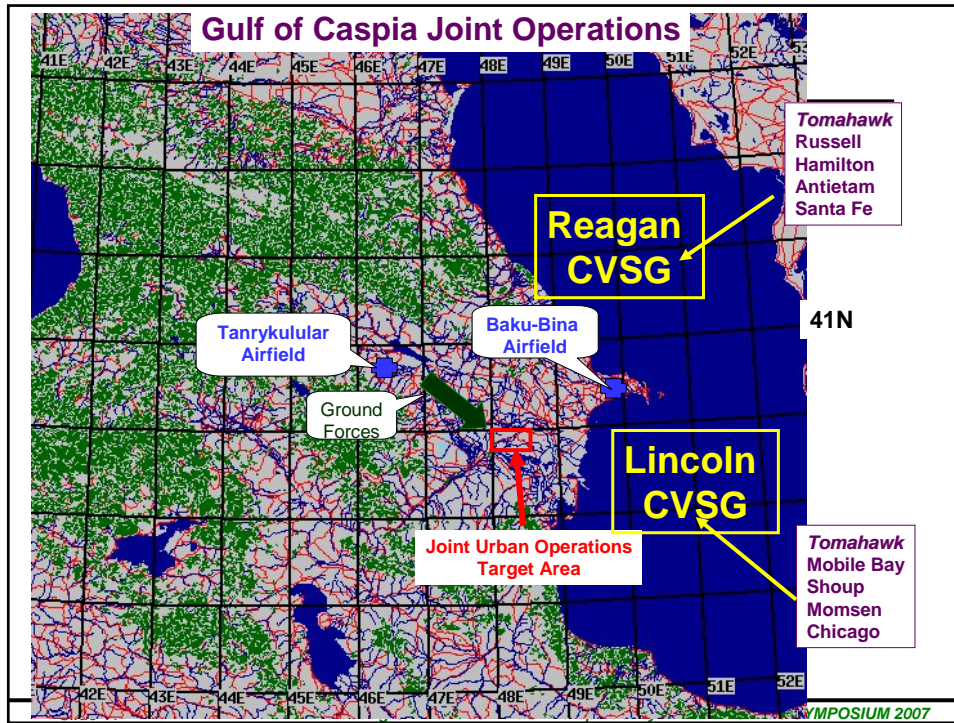 Gulf of Caspia Joint Operations
41E 42E 43E 44E 45E 46E 47E 48E 49E 50E 51E 52E 53
Tomahawk
Russell
Hamilton
Antietam
Santa Fe
Reagan
CVSG
41N
Tanrykulular
Airfield
Baku-Bina
Airfield
Ground
Forces
Lincoln
CVSG
Joint Urban Operations
Target Area
Tomahawk
Mobile Bay
Shoup
Momsen
Chicago
42E 43E 44E 45E 46E 47E 48E 49E 50E 51E 52E
YMPOSIUM 2007